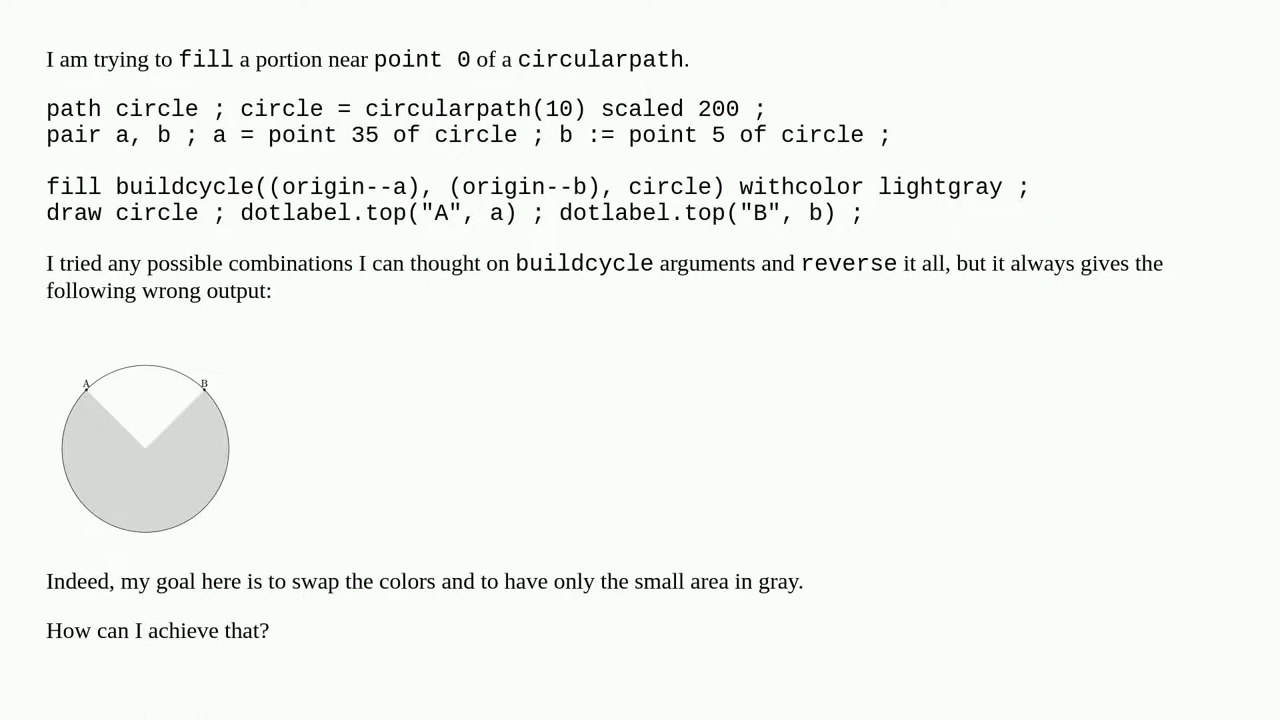 I am trying to fill a portion near point 0 of a circularpath.
path circle ; circle = circularpath(10) scaled 200 ;
pair a, b ; a = point 35 of circle ; b := point 5 of circle ;
fill buildcycle((origin--a), (origin--b), circle) withcolor lightgray ;
draw circle ; dotlabel.top("A", a) ; dotlabel.top("B", b) ;
I tried any possible combinations I can thought on buildcycle arguments and reverse it all, but it always gives the
following wrong output:
A B
Indeed, my goal here is to swap the colors and to have only the small area in gray.
How can I achieve that?